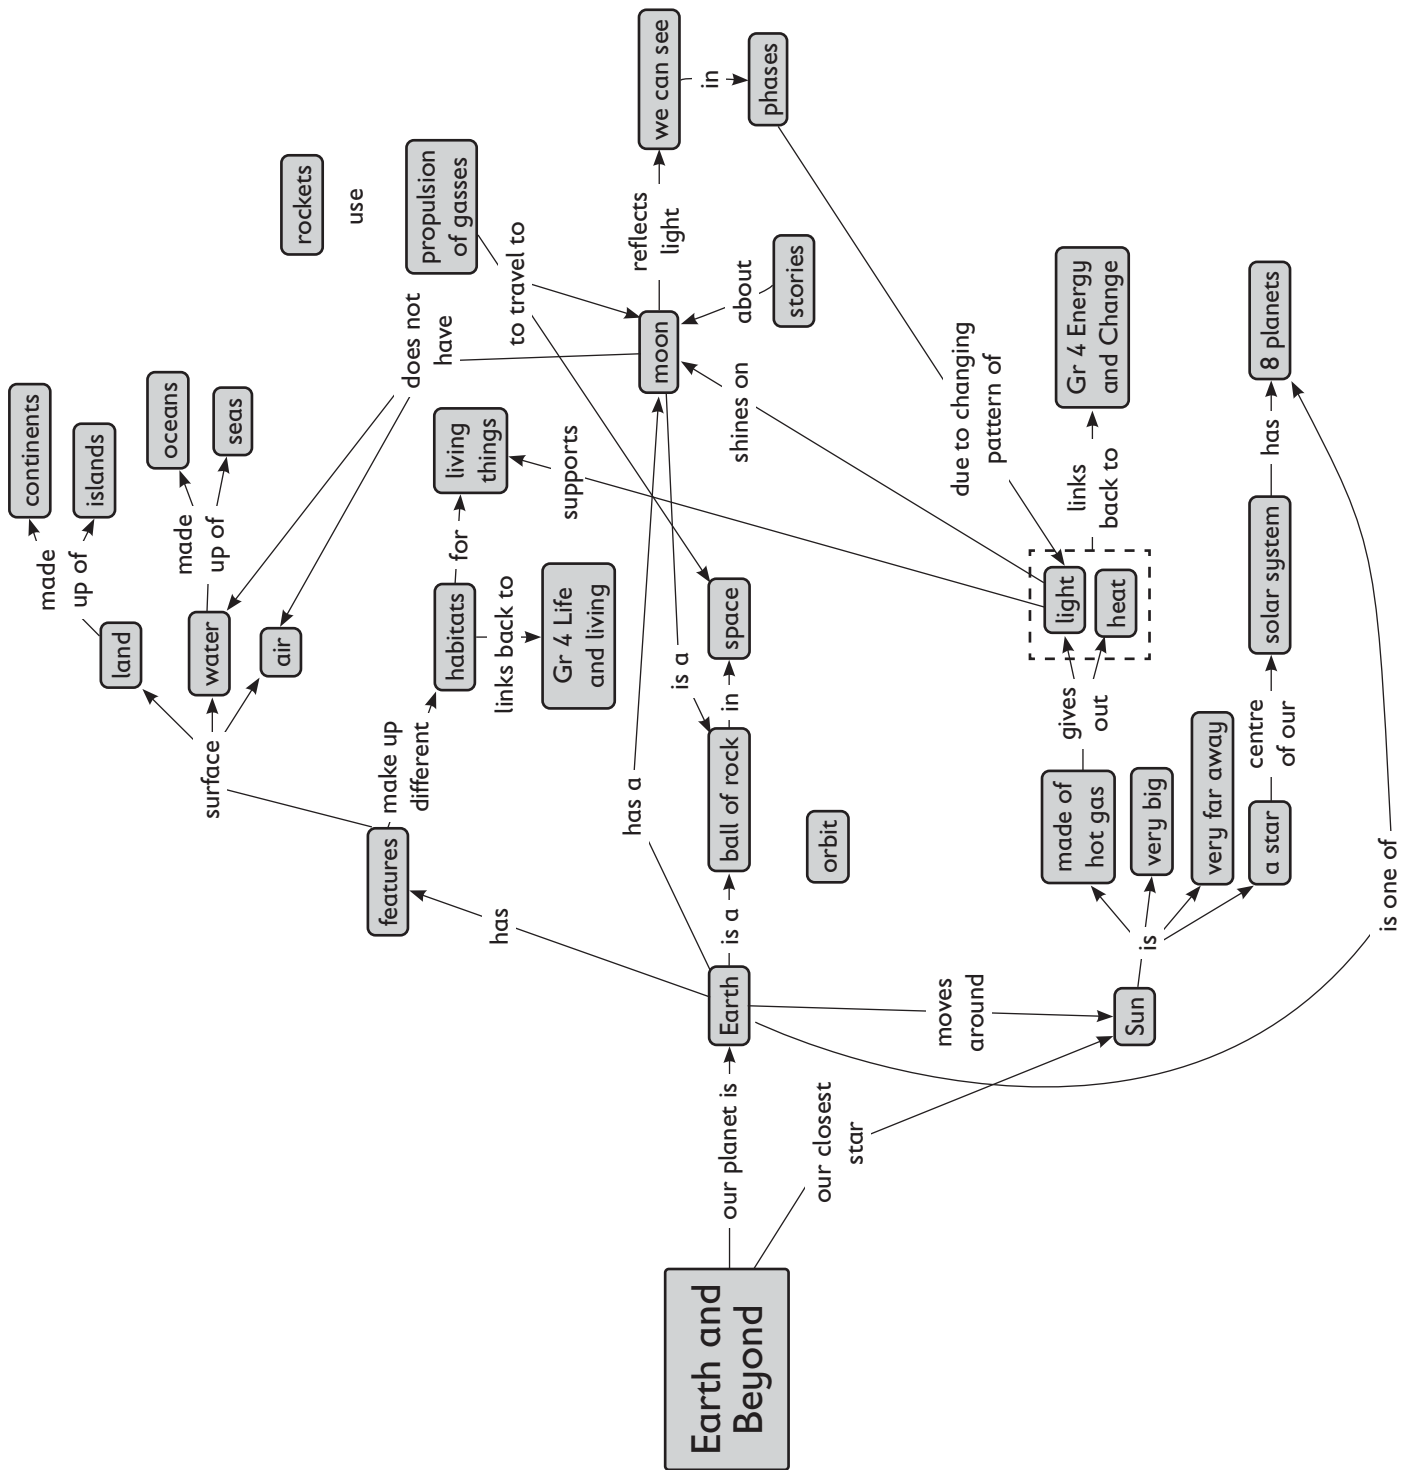 continents
made
up of
islands
land
oceans
made
up of
seas
surface
water
air
rockets
use
features
make up
different
does not
have
propulsion
of gasses
habitats
for
living
things
has
links back to
to travel to
Gr 4 Life
and living
supports
has a
is a
moon
reflects
light
we can see
in
phases
Earth and
Beyond
our planet is
Earth
is a
ball of rock
in
space
shines on
about
stories
our closest
star
orbit
moves
around
due to changing
pattern of
made of
hot gas
gives
out
light
heat
links
back to
Gr 4 Energy
and Change
Sun
is
very big
very far away
a star
centre
of our
solar system
has
8 planets
is one of